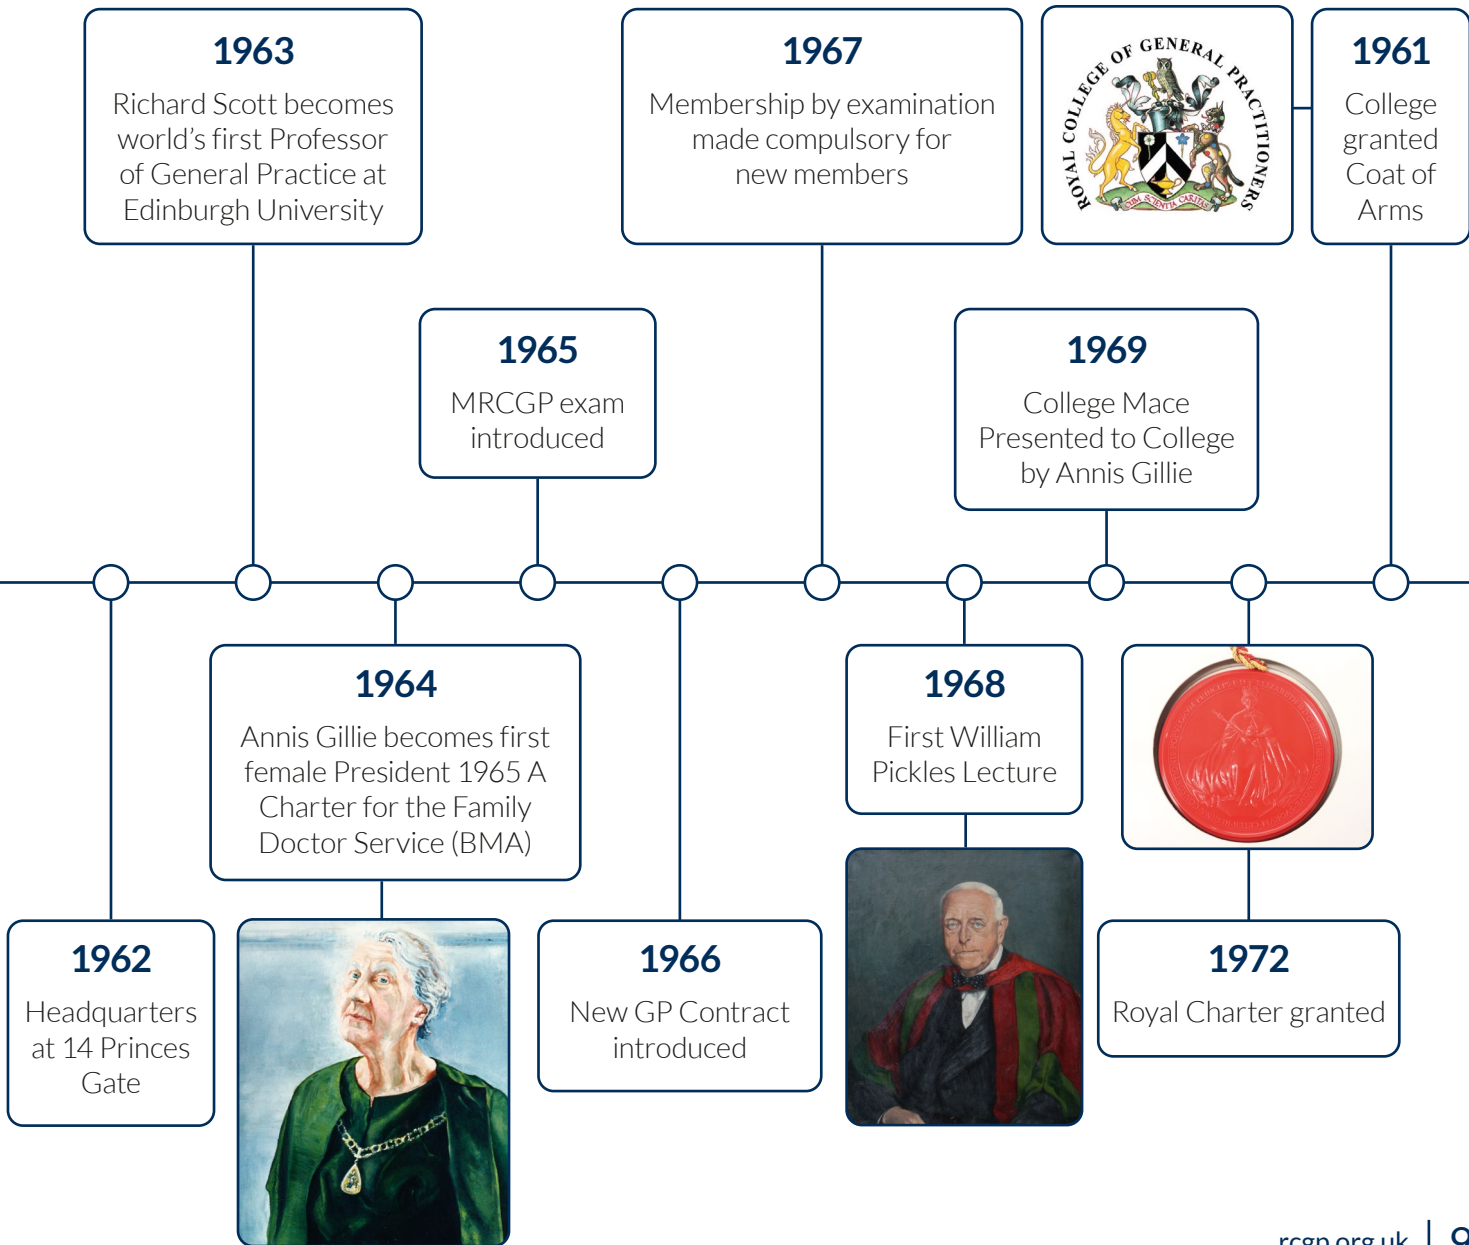 1963
Richard Scott becomes
world's first Professor
of General Practice at
Edinburgh University
1967
Membership by examination
made compulsory for
new members
ROYAL COLLEGE OF GENERAL PRACTITIONERS
CUM SCIENTIA CARITAS
1961
College
granted
Coat of
Arms
1965
MRCGP exam
introduced
1969
College Mace
Presented to College
by Annis Gillie
1964
Annis Gillie becomes first
female President 1965 A
Charter for the Family
Doctor Service (BMA)
1968
First William
Pickles Lecture
1962
Headquarters
at 14 Princes
Gate
1966
New GP Contract
introduced
1972
Royal Charter granted
rcgp.org.uk | 9